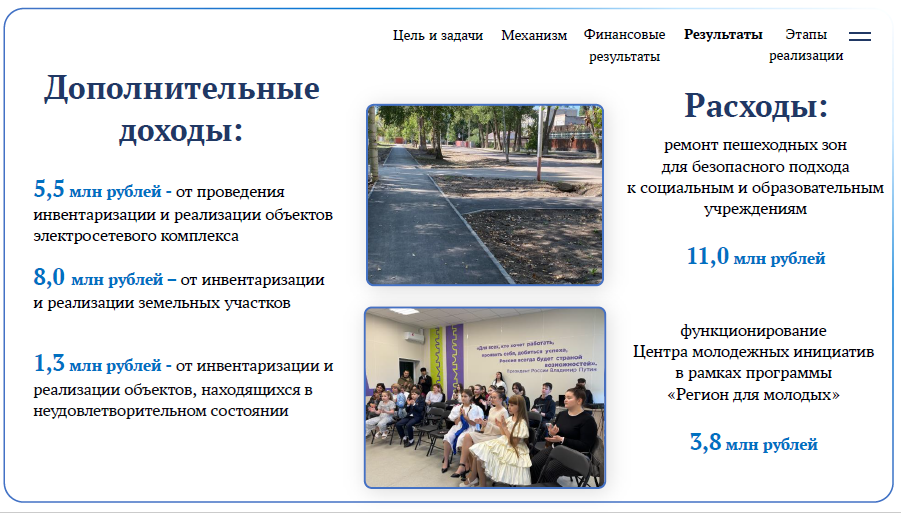 Цель и задачи
Механизм
Финансовые
результаты
Результаты
Этапы
реализации
Дополнительные
доходы:
5,5 млн рублей - от проведения
инвентаризации и реализации объектов
электросетевого комплекса
8,0 млн рублей – от инвентаризации
и реализации земельных участков
1,3 млн рублей - от инвентаризации и
реализации объектов, находящихся в
неудовлетворительном состоянии
«Для всех, кто хочет работать,
проявить себя, добиться успеха,
Россия всегда будет страной
возможностей».
Президент России Владимир Путин
Расходы:
ремонт пешеходных зон
для безопасного подхода
к социальным и образовательным
учреждениям
11,0 млн рублей
функционирование
Центра молодежных инициатив
в рамках программы
«Регион для молодых»
3,8 млн рублей